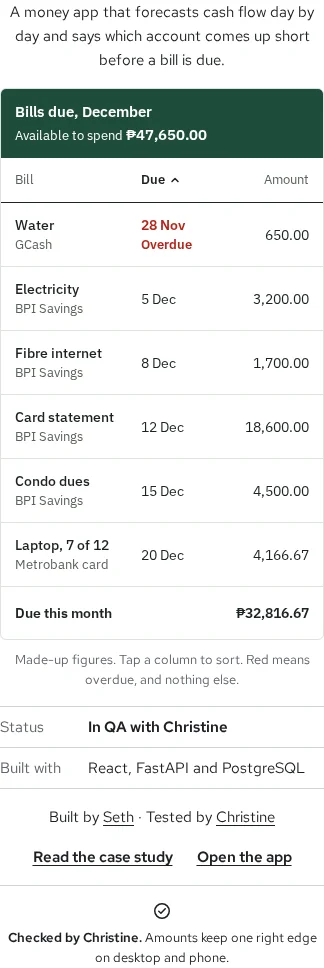 A money app that forecasts cash flow day by
day and says which account comes up short
before a bill is due.
Bills due, December
Available to spend ₱47,650.00
Bill Due Amount
Water 28 Nov 650.00
GCash Overdue
Electricity 5 Dec 3,200.00
BPI Savings
Fibre internet 8 Dec 1,700.00
BPI Savings
Card statement 12 Dec 18,600.00
BPI Savings
Condo dues 15 Dec 4,500.00
BPI Savings
Laptop, 7 of 12 20 Dec 4,166.67
Metrobank card
Due this month ₱32,816.67
Made-up figures. Tap a column to sort. Red means
overdue, and nothing else.
Status In QA with Christine
Built with React, FastAPI and PostgreSQL
Built by Seth · Tested by Christine
Read the case study Open the app
Checked by Christine. Amounts keep one right edge
on desktop and phone.